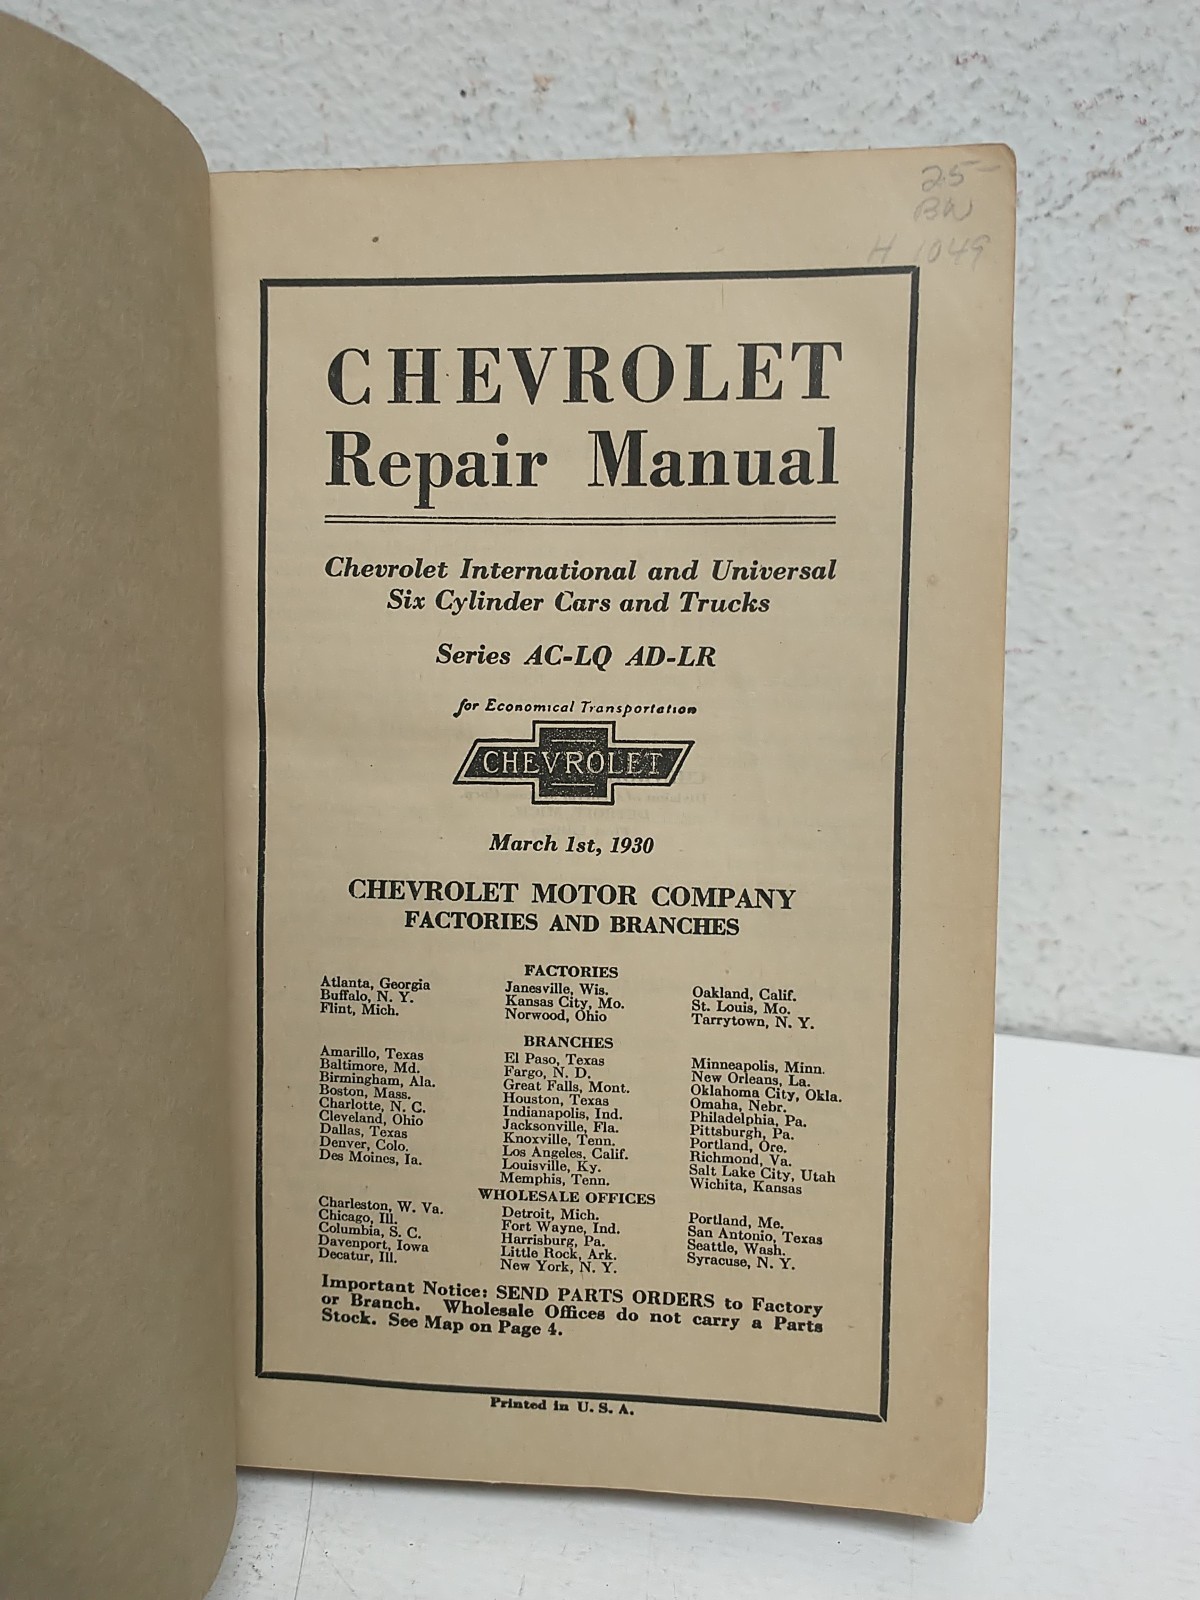 25-
BW
H 1049
CHEVROLET
Repair Manual
Chevrolet International and Universal
Six Cylinder Cars and Trucks
Series AC-LQ AD-LR
for Economical Transportation
CHEVROLET
March 1st, 1930
CHEVROLET MOTOR COMPANY
FACTORIES AND BRANCHES
FACTORIES
Atlanta, Georgia
Buffalo, N. Y.
Flint, Mich.
Janesville, Wis.
Kansas City, Mo.
Norwood, Ohio
Oakland, Calif.
St. Louis, Mo.
Tarrytown, N. Y.
BRANCHES
Amarillo, Texas
Baltimore, Md.
Birmingham, Ala.
Boston, Mass.
Charlotte, N. C.
Cleveland, Ohio
Dallas, Texas
Denver, Colo.
Des Moines, Ia.
El Paso, Texas
Fargo, N. D.
Great Falls, Mont.
Houston, Texas
Indianapolis, Ind.
Jacksonville, Fla.
Knoxville, Tenn.
Los Angeles, Calif.
Louisville, Ky.
Memphis, Tenn.
Minneapolis, Minn.
New Orleans, La.
Oklahoma City, Okla.
Omaha, Nebr.
Philadelphia, Pa.
Pittsburgh, Pa.
Portland, Ore.
Richmond, Va.
Salt Lake City, Utah
Wichita, Kansas
WHOLESALE OFFICES
Charleston, W. Va.
Chicago, Ill.
Columbia, S. C.
Davenport, Iowa
Decatur, Ill.
Detroit, Mich.
Fort Wayne, Ind.
Harrisburg, Pa.
Little Rock, Ark.
New York, N. Y.
Portland, Me.
San Antonio, Texas
Seattle, Wash.
Syracuse, N. Y.
Important Notice: SEND PARTS ORDERS to Factory
or Branch. Wholesale Offices do not carry a Parts
Stock. See Map on Page 4.
Printed in U. S. A.